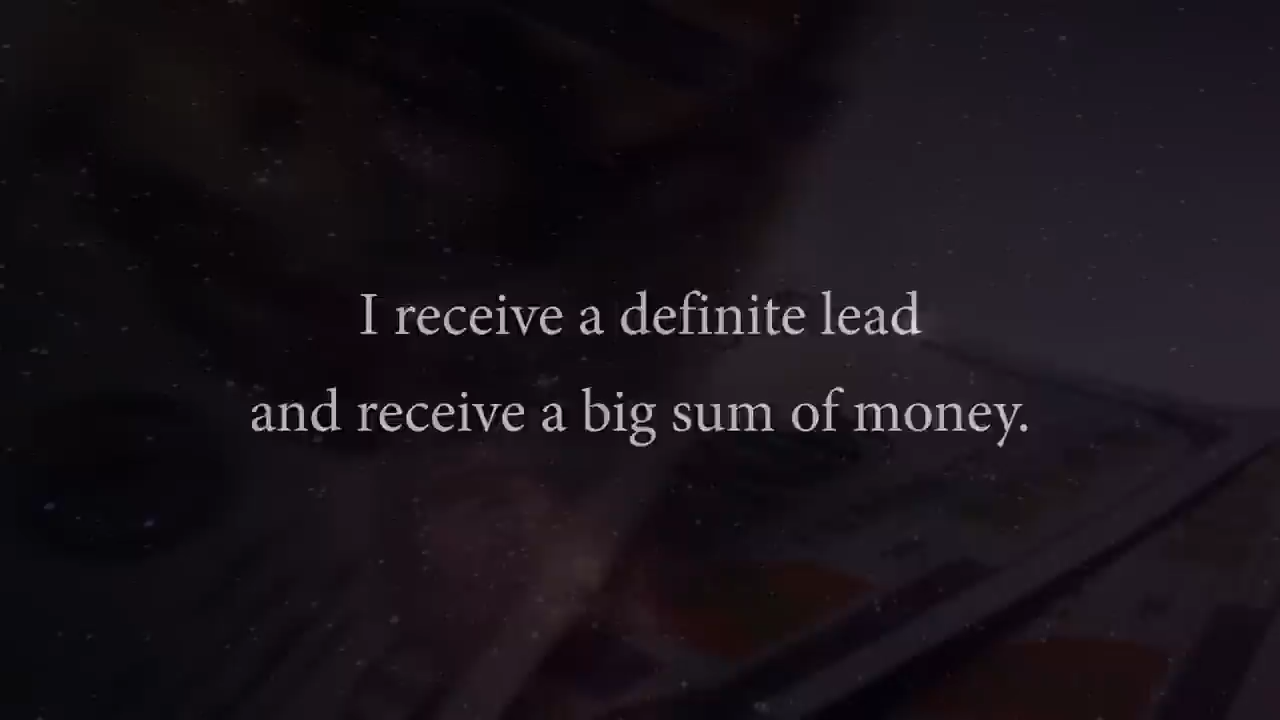 I receive a definite lead
and receive a big sum of money.